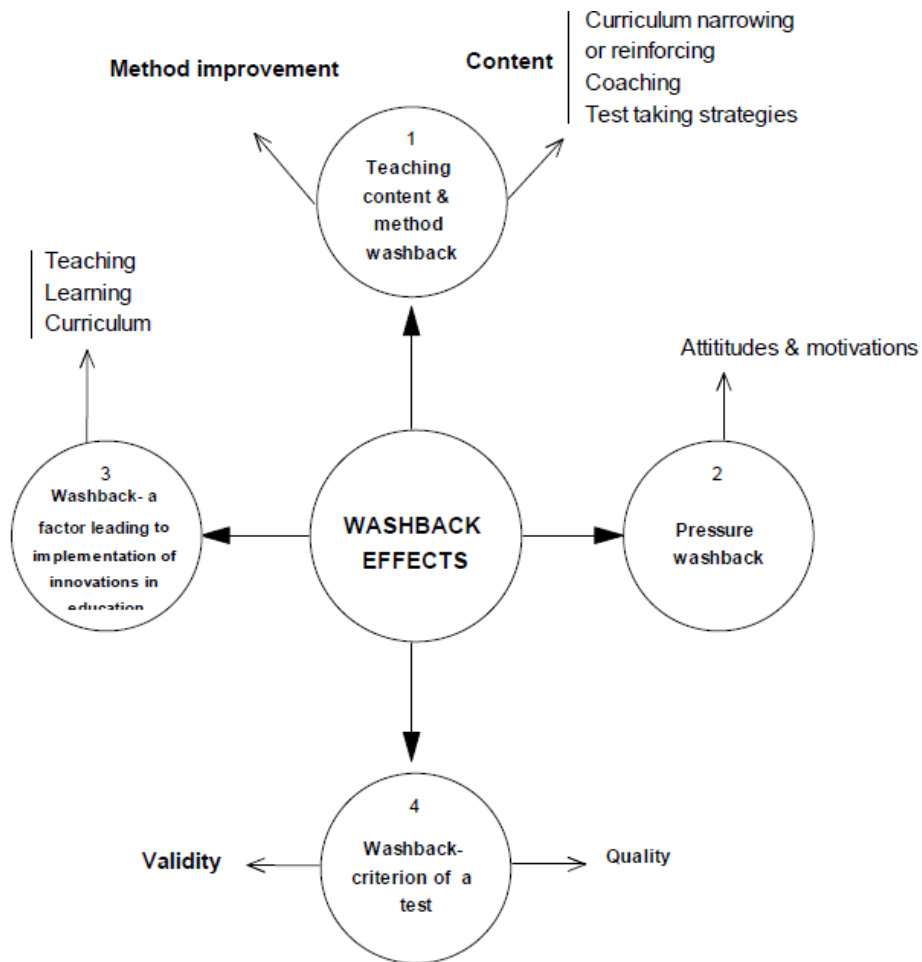 Method improvement
Content
Curriculum narrowing
or reinforcing
Coaching
Test taking strategies
1
Teaching
content &
method
washback
Teaching
Learning
Curriculum
Attititudes & motivations
3
Washback- a
factor leading to
implementation of
innovations in
education
WASHBACK
EFFECTS
2
Pressure
washback
4
Washback-
criterion of a
test
Validity
Quality